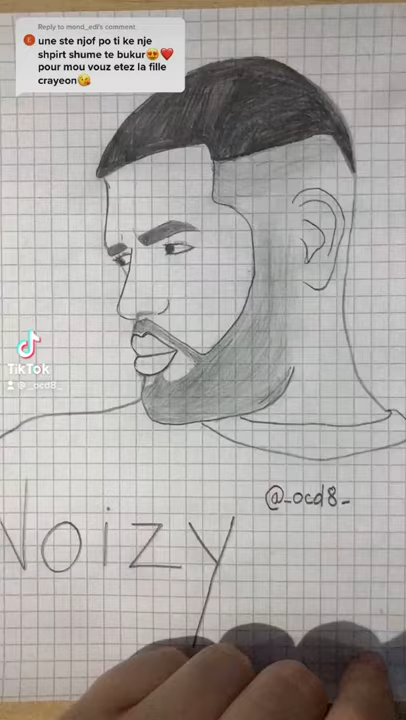 Reply to mond_edi's comment
une ste njof po ti ke nje
shpirt shume te bukur😍❤️
pour mou vouz etez la fille
crayeon😘
TikTok
@_ocd8_
@_ocd8_
Noizy